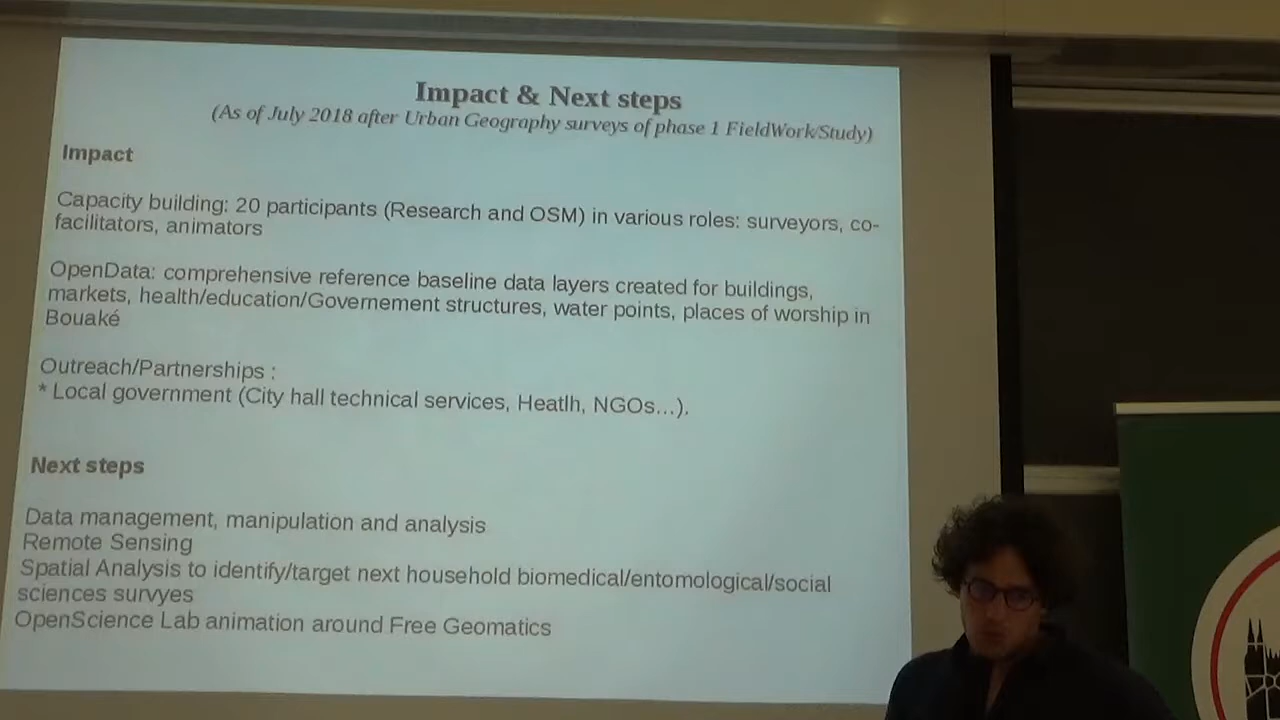 Impact & Next steps
(As of July 2018 after Urban Geography surveys of phase 1 FieldWork/Study)
Impact
Capacity building: 20 participants (Research and OSM) in various roles: surveyors, co-
facilitators, animators
OpenData: comprehensive reference baseline data layers created for buildings,
markets, health/education/Governement structures, water points, places of worship in
Bouaké
Outreach/Partnerships :
* Local government (City hall technical services, Heatlh, NGOs...).
Next steps
Data management, manipulation and analysis
Remote Sensing
Spatial Analysis to identify/target next household biomedical/entomological/social
sciences survyes
OpenScience Lab animation around Free Geomatics